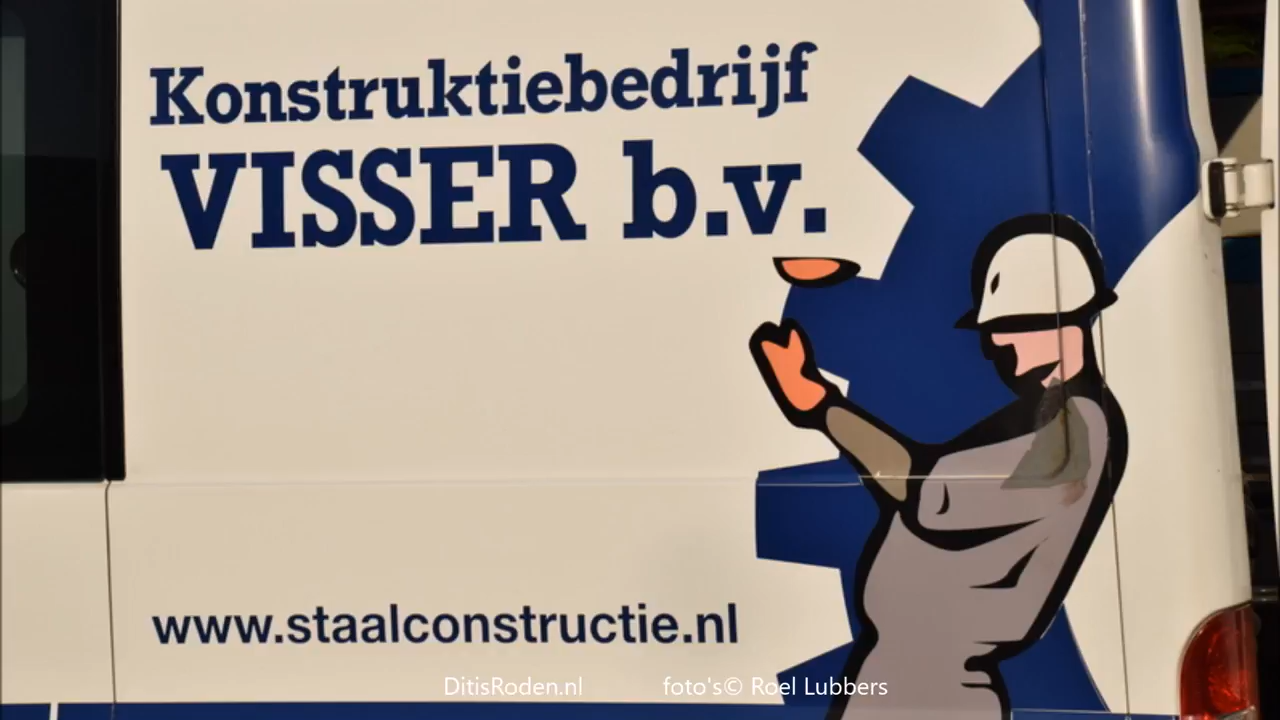 Konstruktiebedrijf
VISSER b.v.
www.staalconstructie.nl
DitisRoden.nl foto's© Roel Lubbers